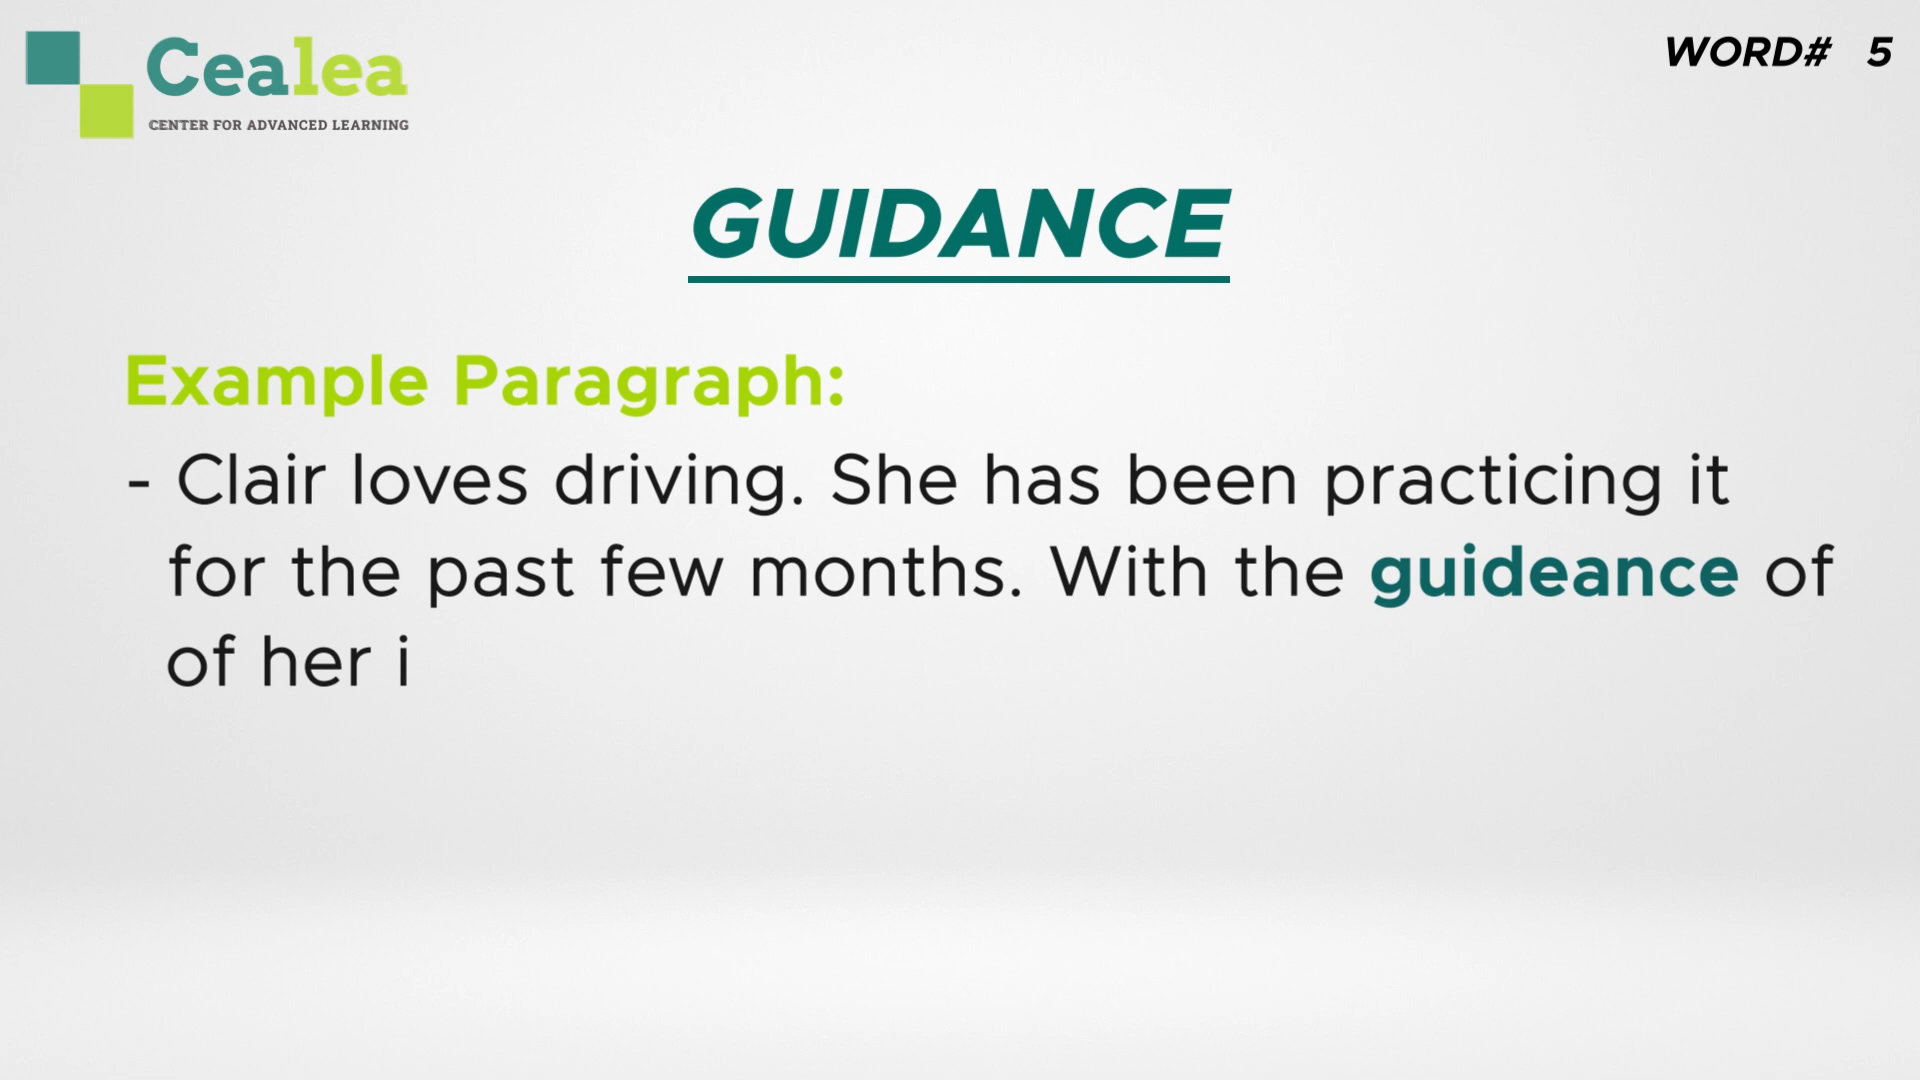 Cealea
CENTER FOR ADVANCED LEARNING
WORD# 5
GUIDANCE
Example Paragraph:
- Clair loves driving. She has been practicing it
for the past few months. With the guideance of
of her i